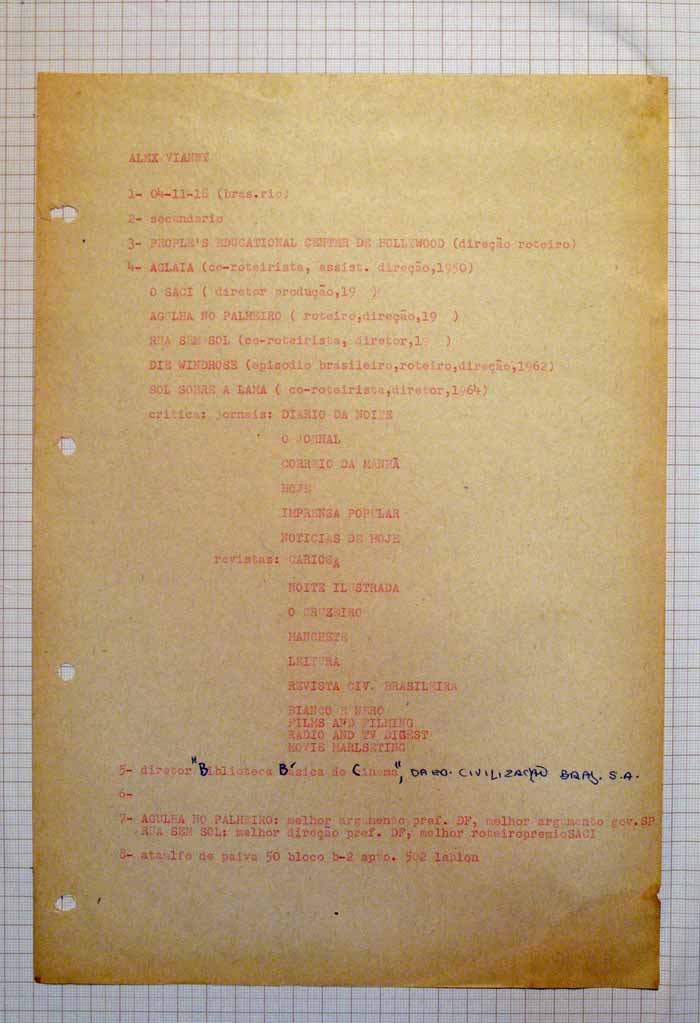 ALEX VIANNY
1- 04-11-18 (bras.rio)
2- secundario
3- PEOPLE'S EDUCATIONAL CENTER DE HOLLYWOOD (direção roteiro)
4- AGLAIA (co-roteirista, assist. direção,1950)
O SACI ( diretor produção,19 )
AGULHA NO PALHEIRO ( roteiro,direção,19 )
RUA SEM SOL (co-roteirista, diretor,19 )
DIE WINDROSE (episodio brasileiro,roteiro,direção,1962)
SOL SOBRE A LAMA ( co-roteirista,diretor,1964)
critica: jornais: DIARIO DA NOITE
O JORNAL
CORREIO DA MANHÃ
HOJE
IMPRENSA POPULAR
NOTICIAS DE HOJE
revistas: CARIOCA
NOITE ILUSTRADA
O CRUZEIRO
MANCHETE
LEITURA
REVISTA CIV. BRASILEIRA
BIANCO E NERO
FILMS AND FILMING
RADIO AND TV DIGEST
MOVIE MARLSETING
5- diretor "Biblioteca Básica de Cinema", DA ED. CIVILIZAÇÃO BRAS. S.A.
6-
7- AGULHA NO PALHEIRO: melhor argumento pref. DF, melhor argumento gov.SP
RUA SEM SOL: melhor direção pref. DF, melhor roteiropremioSACI
8- ataulfo de paiva 50 bloco b-2 apto. 502 lablon